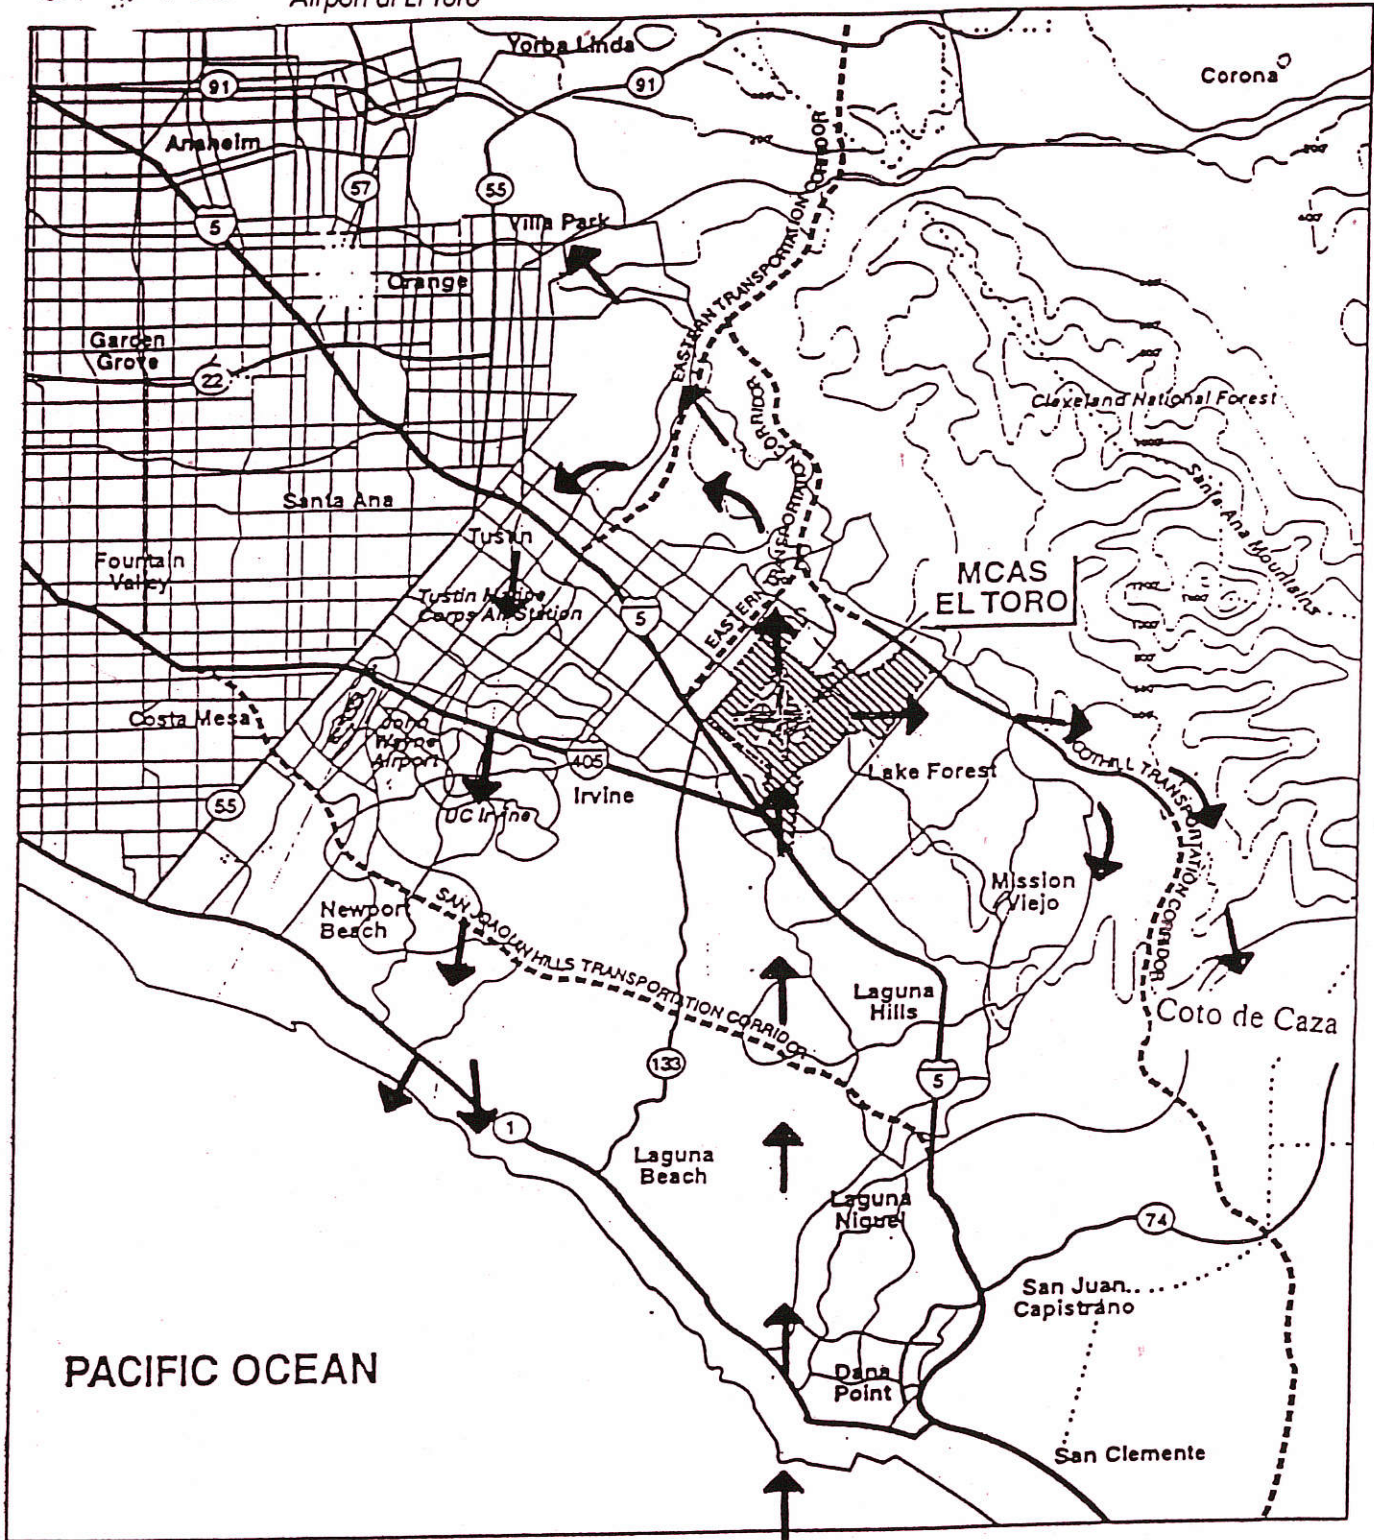 Airport at El Toro
Yorba Linda
91
91
Corona
Anaheim
57
55
5
Villa Park
EASTERN TRANSPORTATION CORRIDOR
Orange
Garden
Grove
22
Cleveland National Forest
Santa Ana
Santa Ana Mountains
Tustin
Fountain
Valley
EASTERN TRANSPORTATION CORRIDOR
MCAS
EL TORO
Tustin Marine
Corps Air Station
5
Costa Mesa
John
Wayne
Airport
405
Lake Forest
FOOTHILL TRANSPORTATION CORRIDOR
55
Irvine
UC Irvine
Mission
Viejo
Newport
Beach
SAN JOAQUIN HILLS TRANSPORTATION CORRIDOR
Laguna
Hills
Coto de Caza
133
5
1
Laguna
Beach
Laguna
Niguel
74
San Juan
Capistrano
PACIFIC OCEAN
Dana
Point
San Clemente